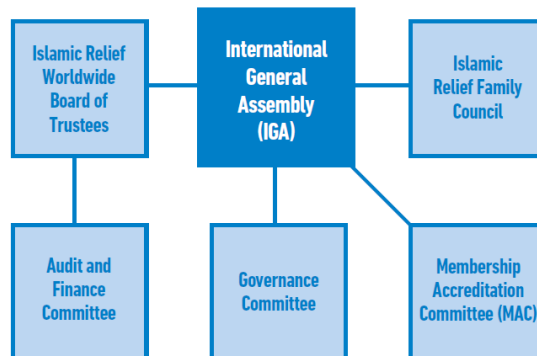 Islamic Relief
Worldwide
Board of
Trustees
International
General
Assembly
(IGA)
Islamic
Relief Family
Council
Audit and
Finance
Committee
Governance
Committee
Membership
Accreditation
Committee (MAC)